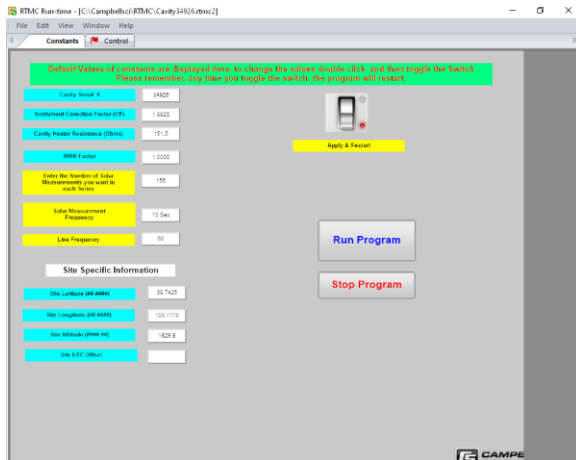 RTMC Run-time - [C:\Campbellsci\RTMC\Cavity34926.rtmc2]
File Edit View Window Help
Constants Control
Default Values of constants are displayed here, to change the values double click and then toggle the Switch
Please remember, any time you toggle the switch, the program will restart
Cavity Serial # 34926
Instrument Correction Factor (CF) 1.9920
Cavity Heater Resistance (Ohms) 151.5
WRR Factor 1.0000
Enter the Number of Solar
Measurements you want in
each Series
Solar Measurement
Frequency
10 Sec
Line Frequency 60
Apply & Restart
Run Program
Stop Program
Site Specific Information
Site Latitude (##.####) 39.7425
Site Longitude (##.####) 105.1778
Site Altitude (####.##) 1828.8
Site UTC Offset
CAMPE